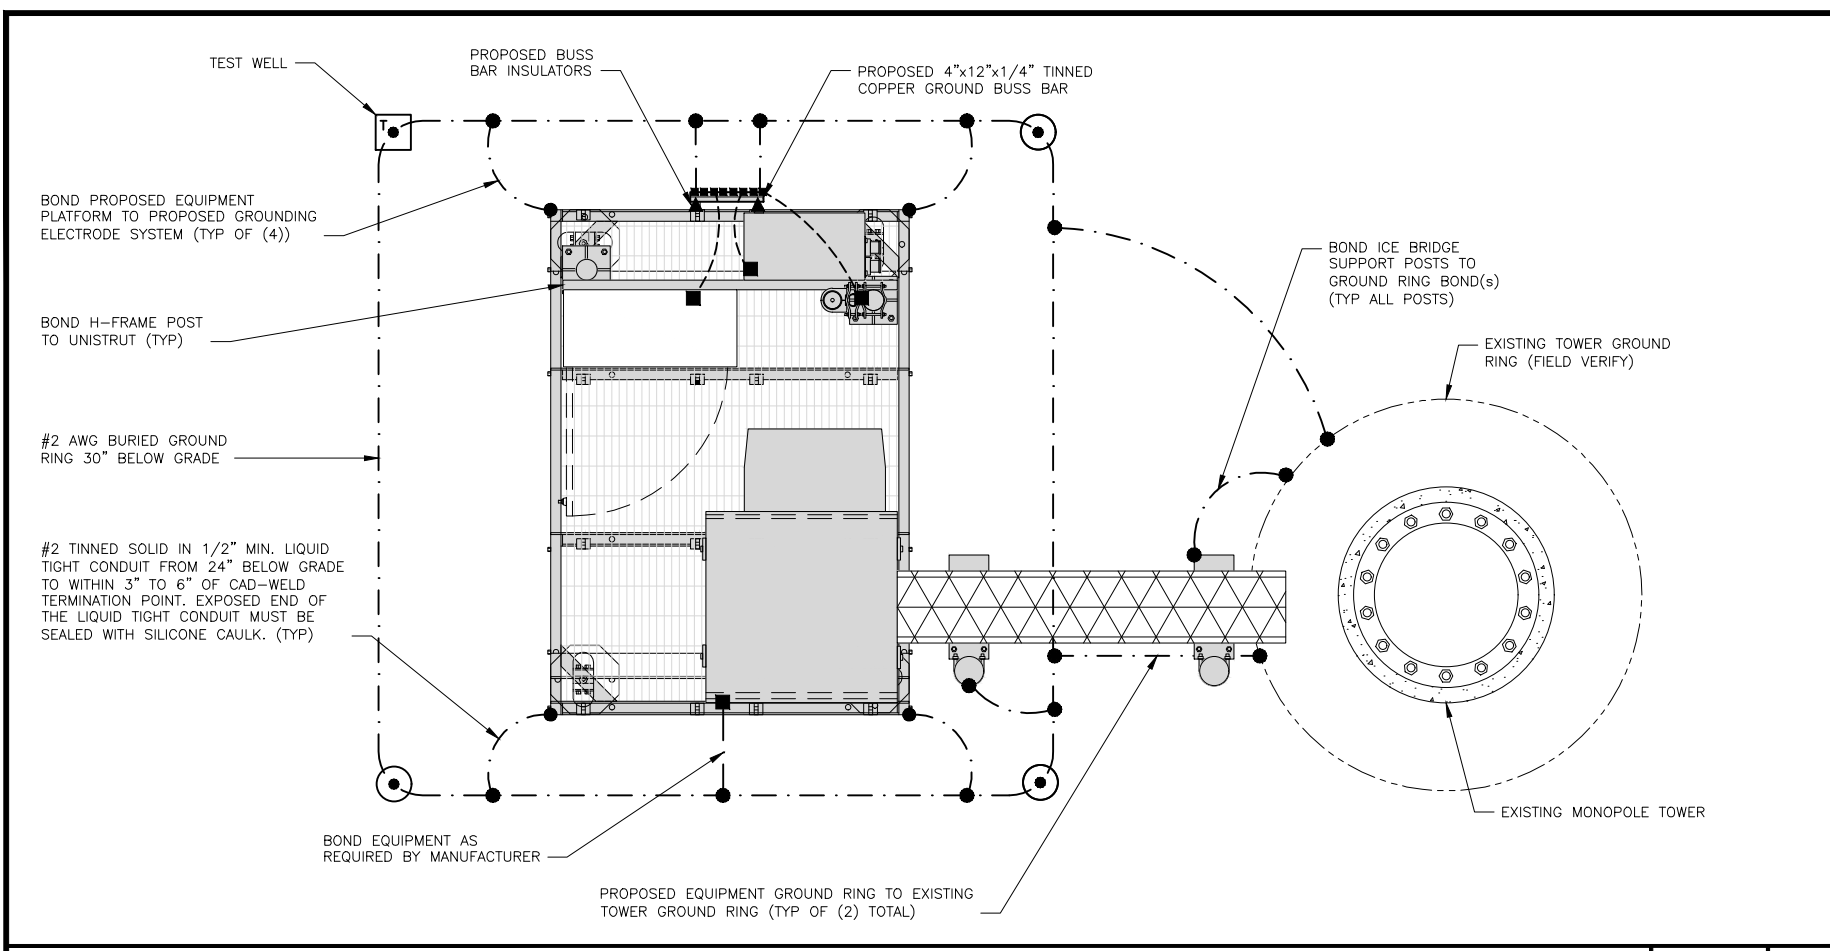 TEST WELL
PROPOSED BUSS
BAR INSULATORS
PROPOSED 4"x12"x1/4" TINNED
COPPER GROUND BUSS BAR
T
BOND PROPOSED EQUIPMENT
PLATFORM TO PROPOSED GROUNDING
ELECTRODE SYSTEM (TYP OF (4))
BOND ICE BRIDGE
SUPPORT POSTS TO
GROUND RING BOND(s)
(TYP ALL POSTS)
BOND H-FRAME POST
TO UNISTRUT (TYP)
EXISTING TOWER GROUND
RING (FIELD VERIFY)
#2 AWG BURIED GROUND
RING 30" BELOW GRADE
#2 TINNED SOLID IN 1/2" MIN. LIQUID
TIGHT CONDUIT FROM 24" BELOW GRADE
TO WITHIN 3" TO 6" OF CAD-WELD
TERMINATION POINT. EXPOSED END OF
THE LIQUID TIGHT CONDUIT MUST BE
SEALED WITH SILICONE CAULK. (TYP)
EXISTING MONOPOLE TOWER
BOND EQUIPMENT AS
REQUIRED BY MANUFACTURER
PROPOSED EQUIPMENT GROUND RING TO EXISTING
TOWER GROUND RING (TYP OF (2) TOTAL)